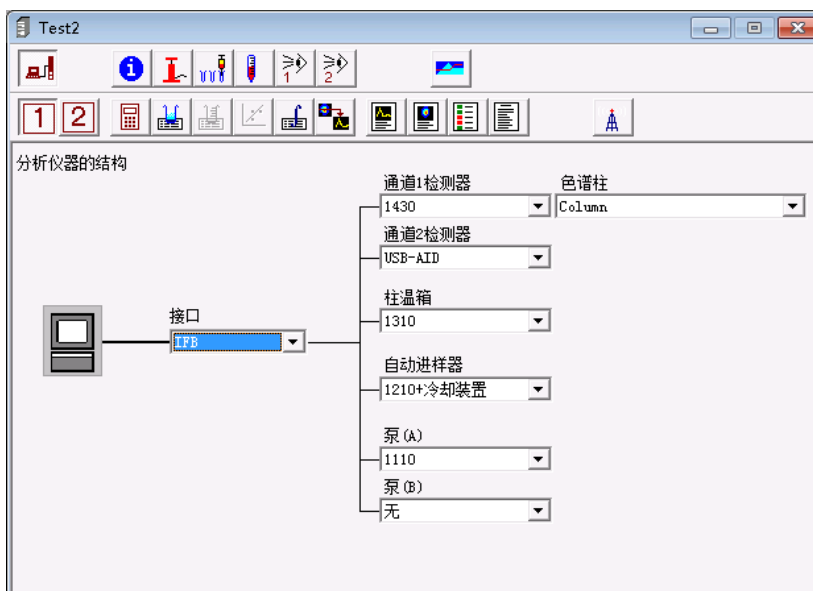 Test2
1 2
1 2
分析仪器的结构
通道1检测器 色谱柱
1430 Column
通道2检测器
USB-AID
柱温箱
1310
接口
IFB
自动进样器
1210+冷却装置
泵(A)
1110
泵(B)
无